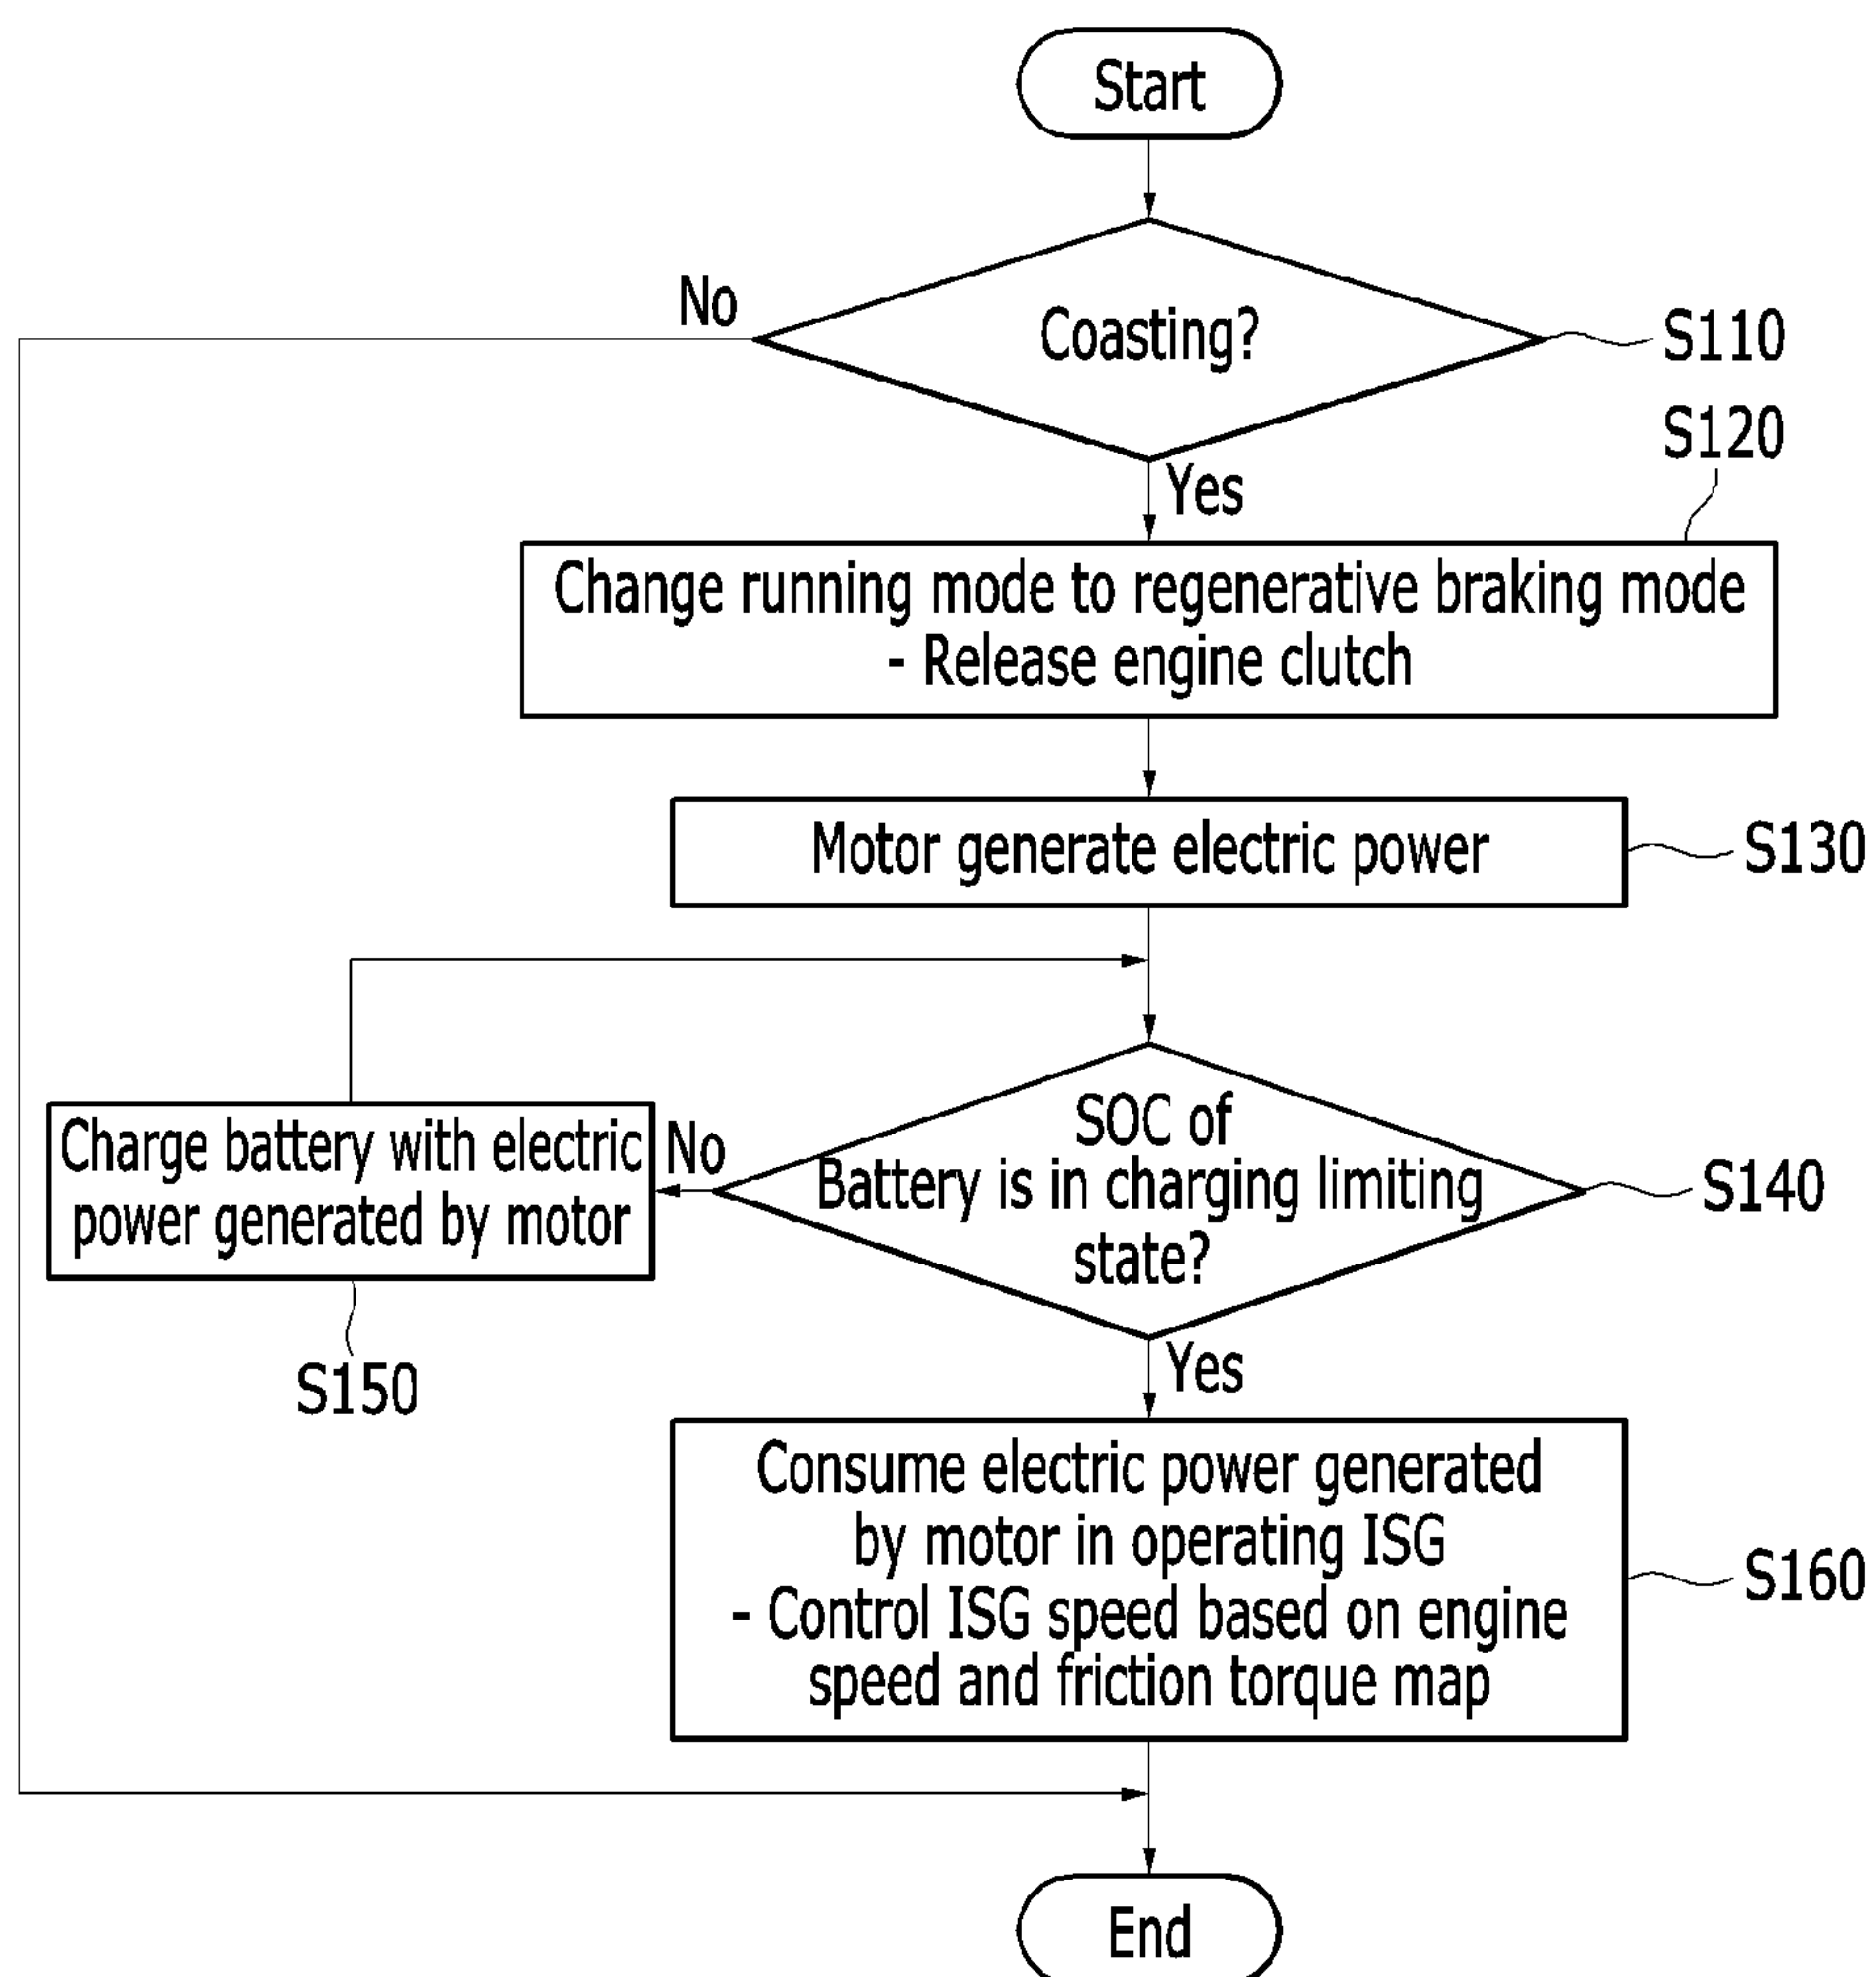 Start
No
Coasting?
S110
S120
Yes
Change running mode to regenerative braking mode
- Release engine clutch
Motor generate electric power
S130
Charge battery with electric
power generated by motor
No
SOC of
Battery is in charging limiting
state?
S140
S150
Yes
Consume electric power generated
by motor in operating ISG
- Control ISG speed based on engine
speed and friction torque map
S160
End